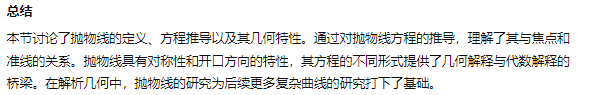 总结
本节讨论了抛物线的定义、方程推导以及其几何特性。通过对抛物线方程的推导，理解了其与焦点和
准线的关系。抛物线具有对称性和开口方向的特性，其方程的不同形式提供了几何解释与代数解释的
桥梁。在解析几何中，抛物线的研究为后续更多复杂曲线的研究打下了基础。